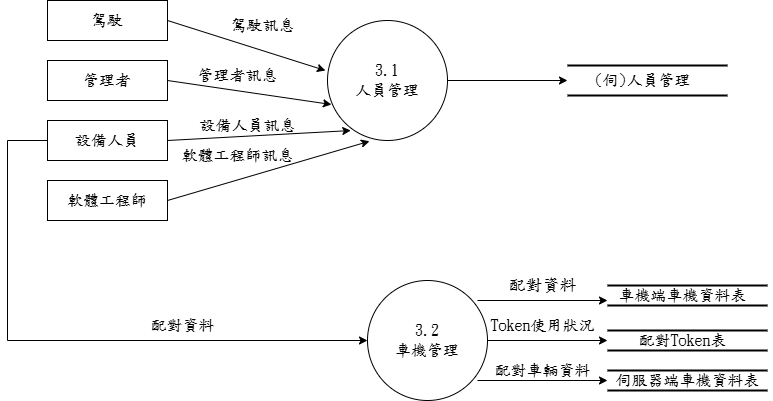 駕駛
駕駛訊息
管理者
管理者訊息
3.1
人員管理
(伺)人員管理
設備人員
設備人員訊息
軟體工程師訊息
軟體工程師
配對資料
3.2
車機管理
配對資料
車機端車機資料表
Token使用狀況
配對Token表
配對車輛資料
伺服器端車機資料表